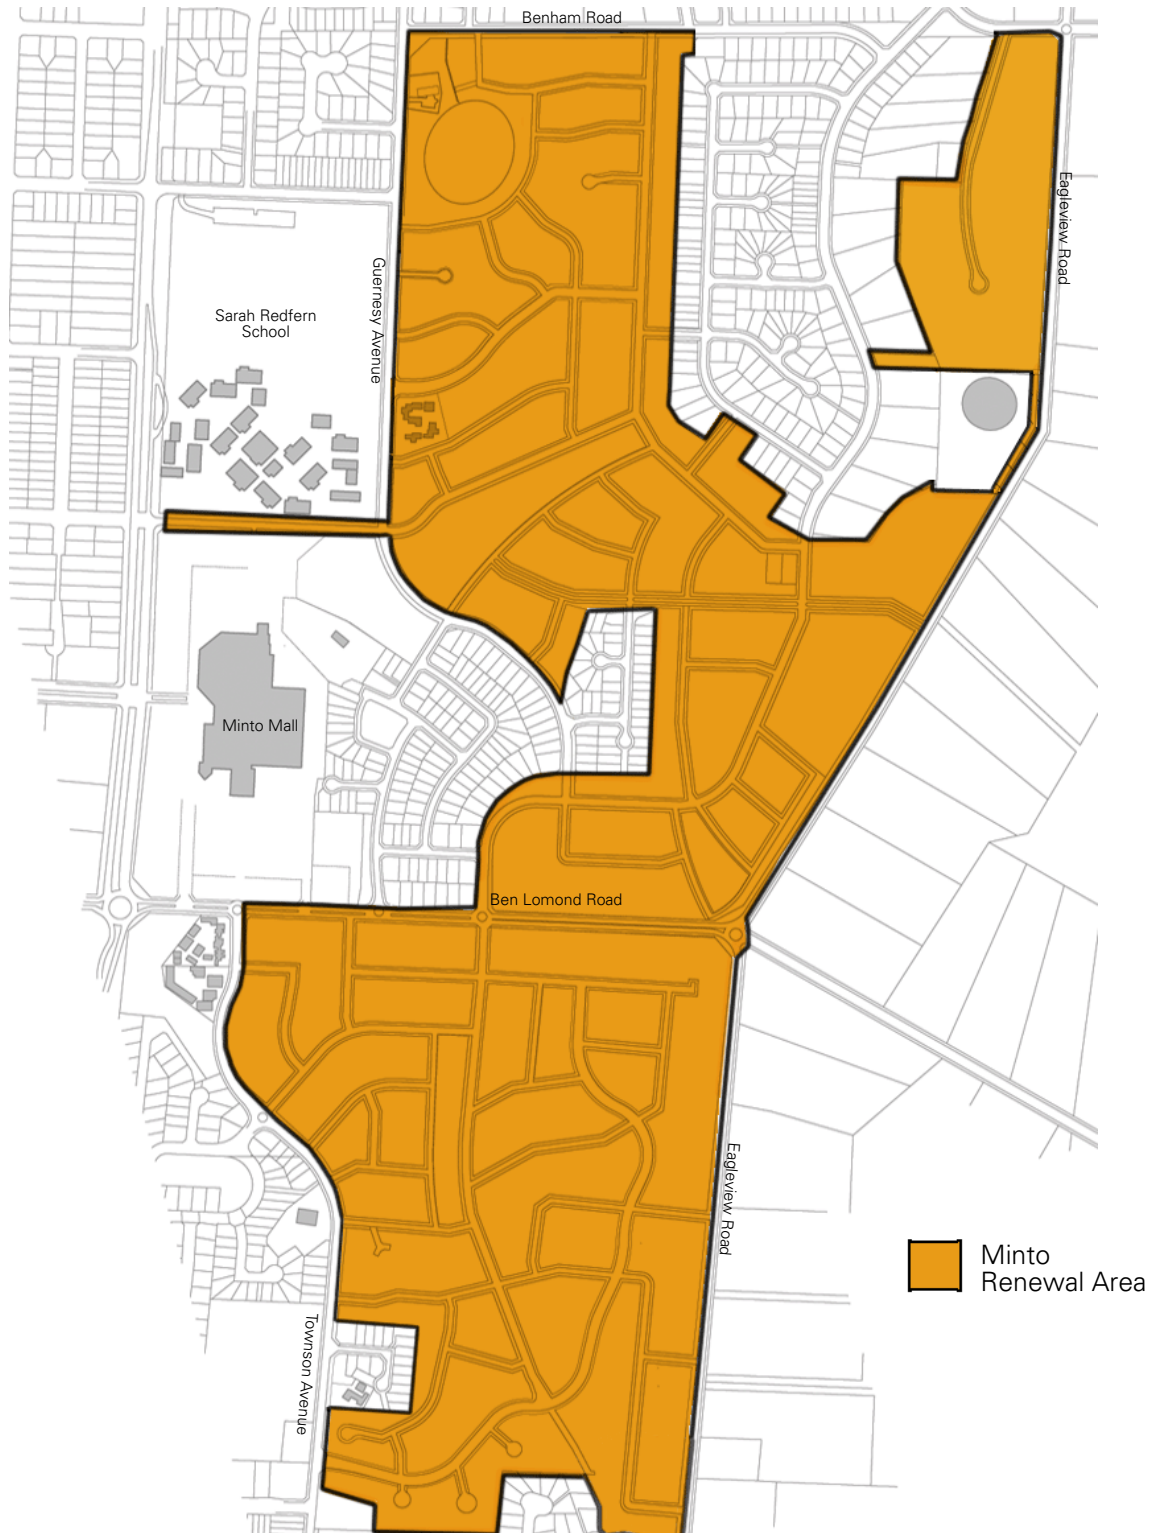 Benham Road
Eagleview Road
Guernesy Avenue
Sarah Redfern
School
Minto Mall
Ben Lomond Road
Eagleview Road
Minto
Renewal Area
Townson Avenue